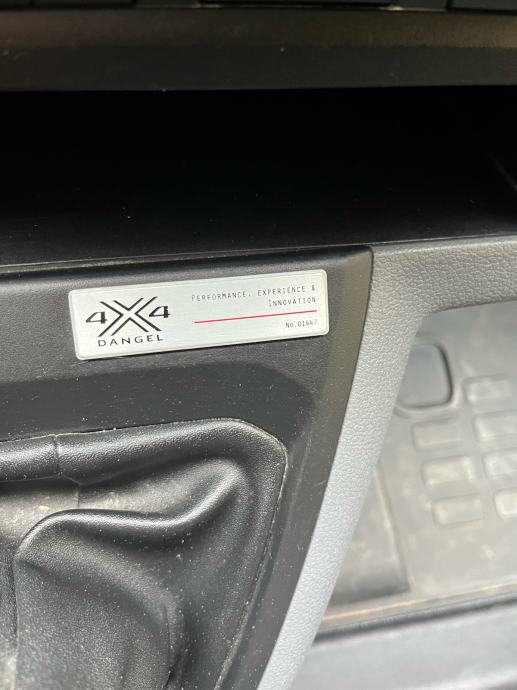 4X4
DANGEL
PERFORMANCE, EXPERIENCE &
INNOVATION
No.01447